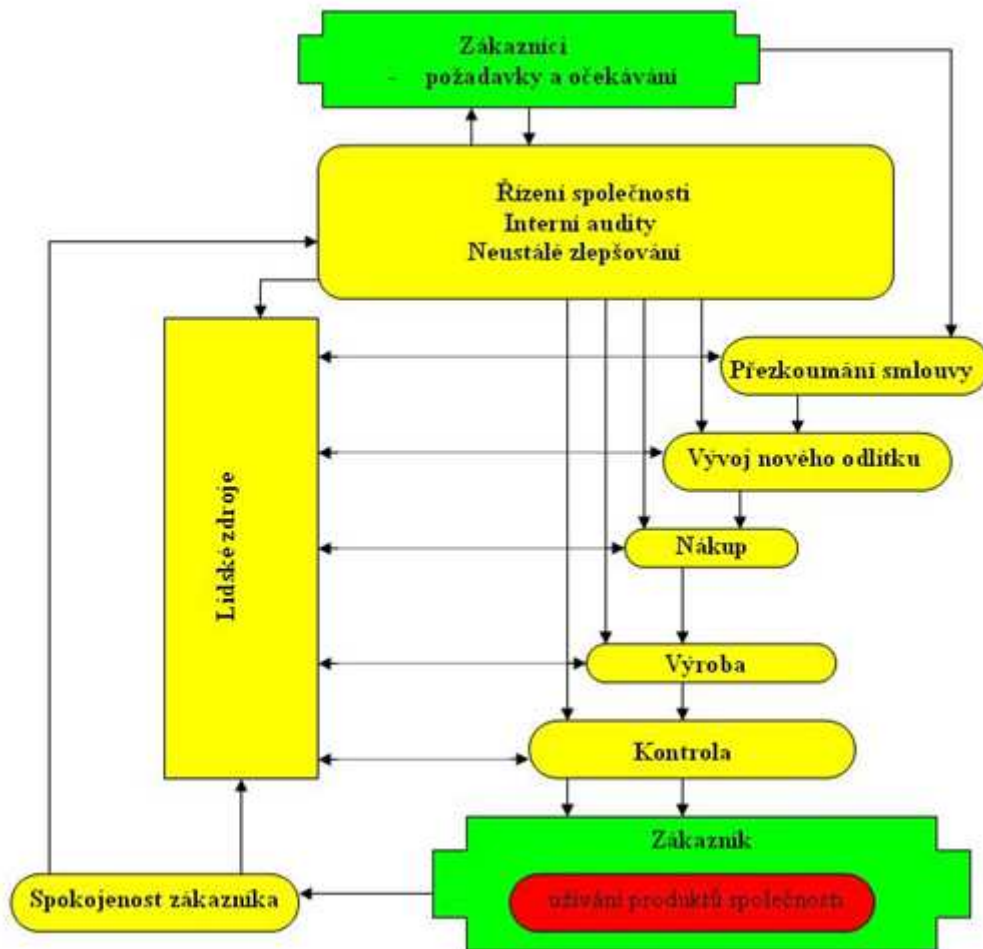 Zákazníci
- požadavky a očekávání
Řízení společnosti
Interní audity
Neustálé zlepšování
Přezkoumání smlouvy
Vývoj nového odlitku
Nákup
Lidské zdroje
Výroba
Kontrola
Zákazník
Spokojenost zákazníka
užívání produktů společnosti